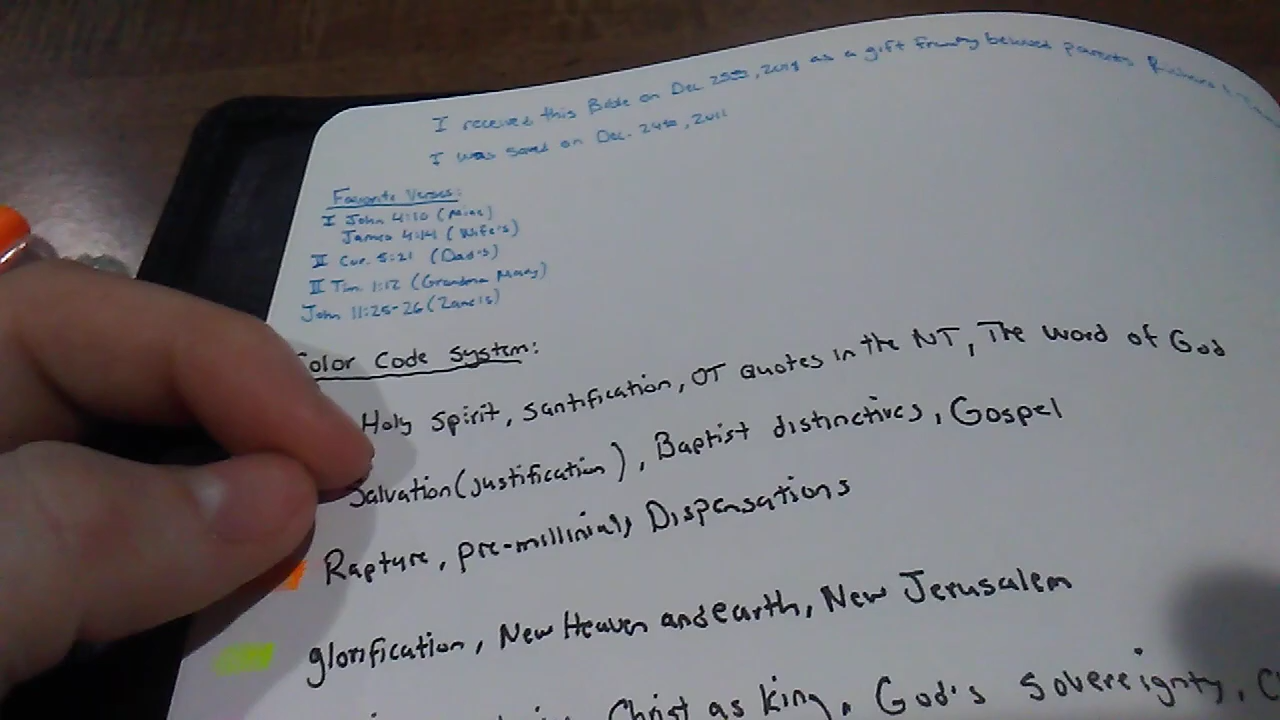 I received this Bible on Dec 25th, 2018 as a gift from my beloved parents
I was saved on Dec. 24th, 2011
Favorite Verses:
I John 4:10 (Mine)
James 4:14 (Wife's)
II Cor. 5:21 (Dad's)
II Tim. 1:12 (Grandma Mary)
John 11:25-26 (Zane's)
olor Code System:
Holy Spirit, Santification, OT quotes in the NT, The Word of God
Salvation (justification), Baptist distinctives, Gospel
Rapture, pre-millinial, Dispensations
glorification, New Heaven and earth, New Jerusalem
Christ as King, God's Sovereignty,